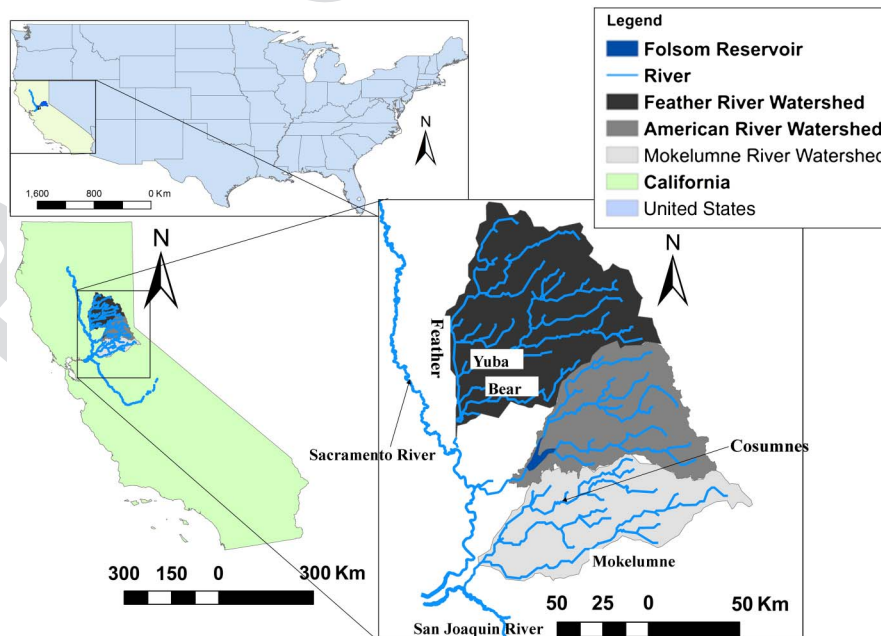 Legend
Folsom Reservoir
River
Feather River Watershed
American River Watershed
Mokelumne River Watershed
California
United States
N
1,600 800 0 Km
N
N
Feather
Yuba
Bear
Sacramento River
Cosumnes
Mokelumne
300 150 0 300 Km
50 25 0 50 Km
San Joaquin River